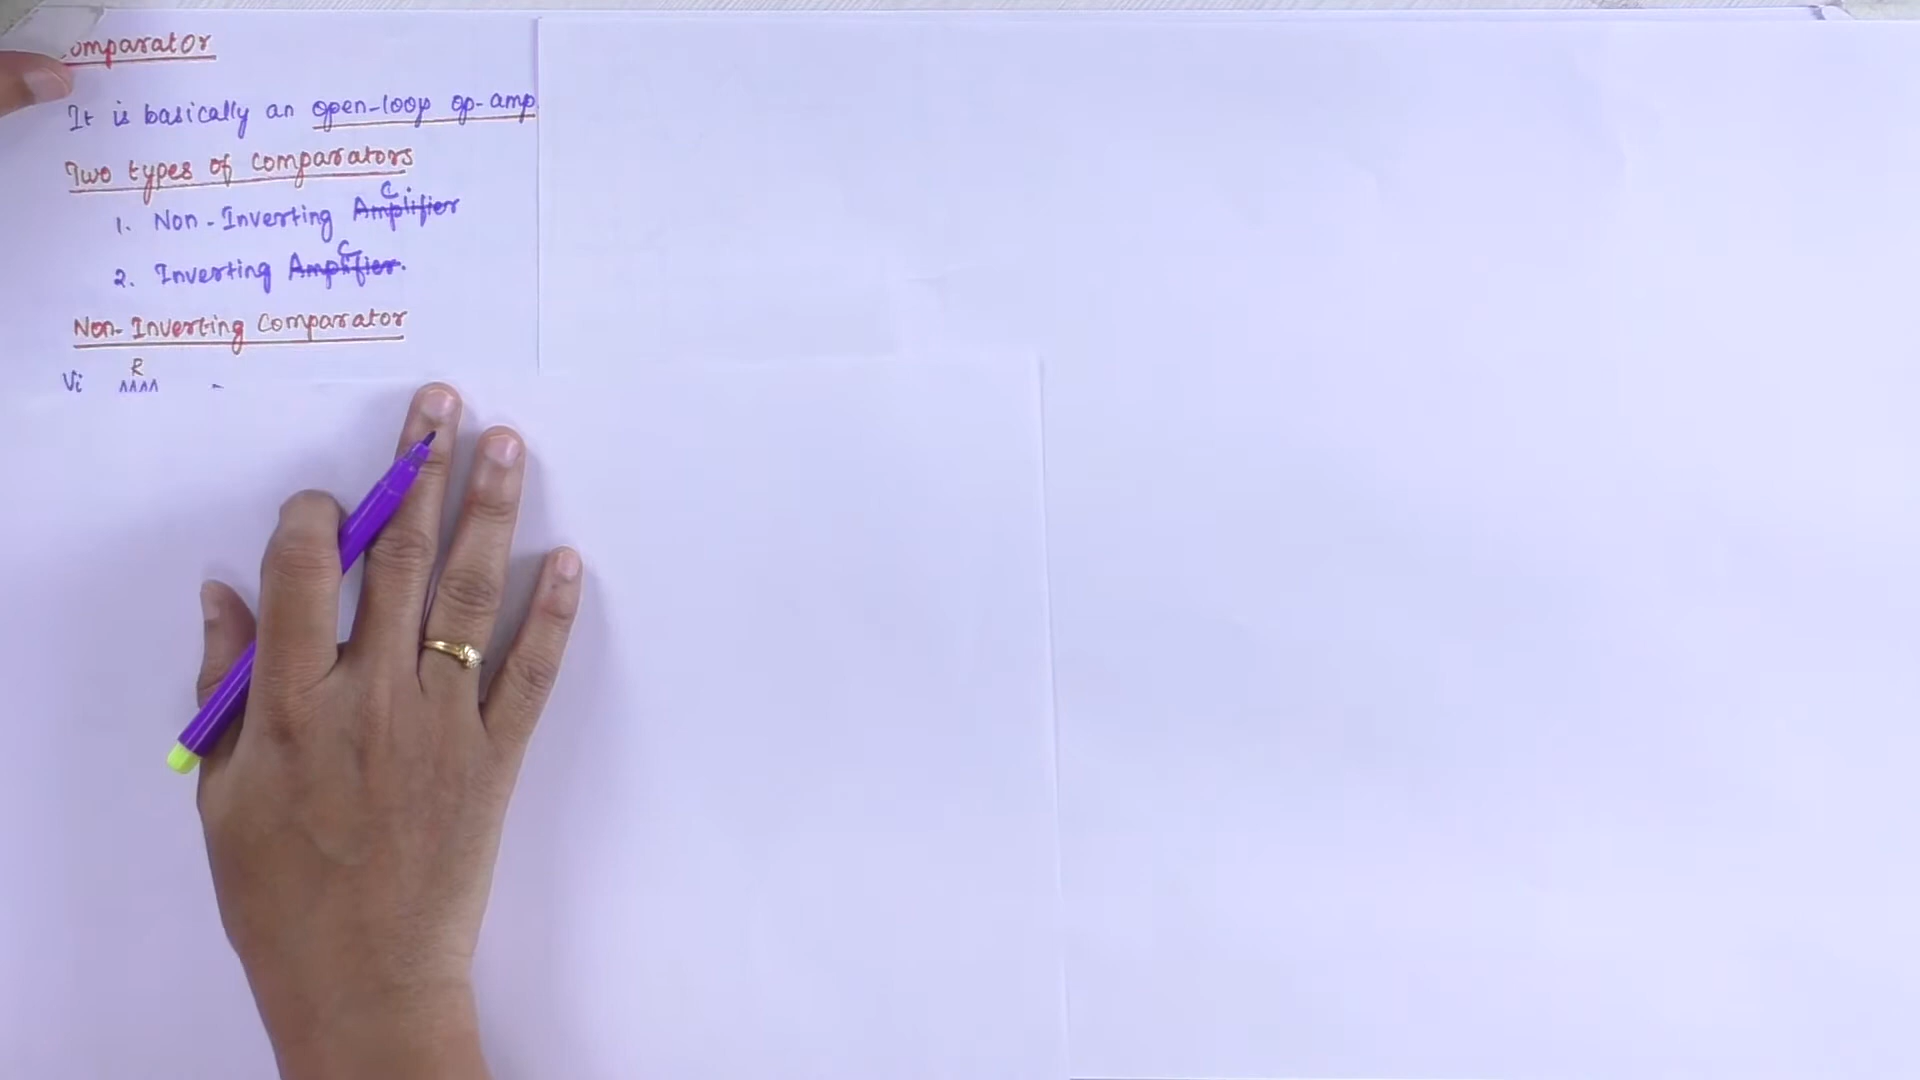 omparator
It is basically an open-loop op-amp
Two types of comparators
1. Non-Inverting Amplifier C.
2. Inverting Amplifier. C
Non-Inverting Comparator
Vi R